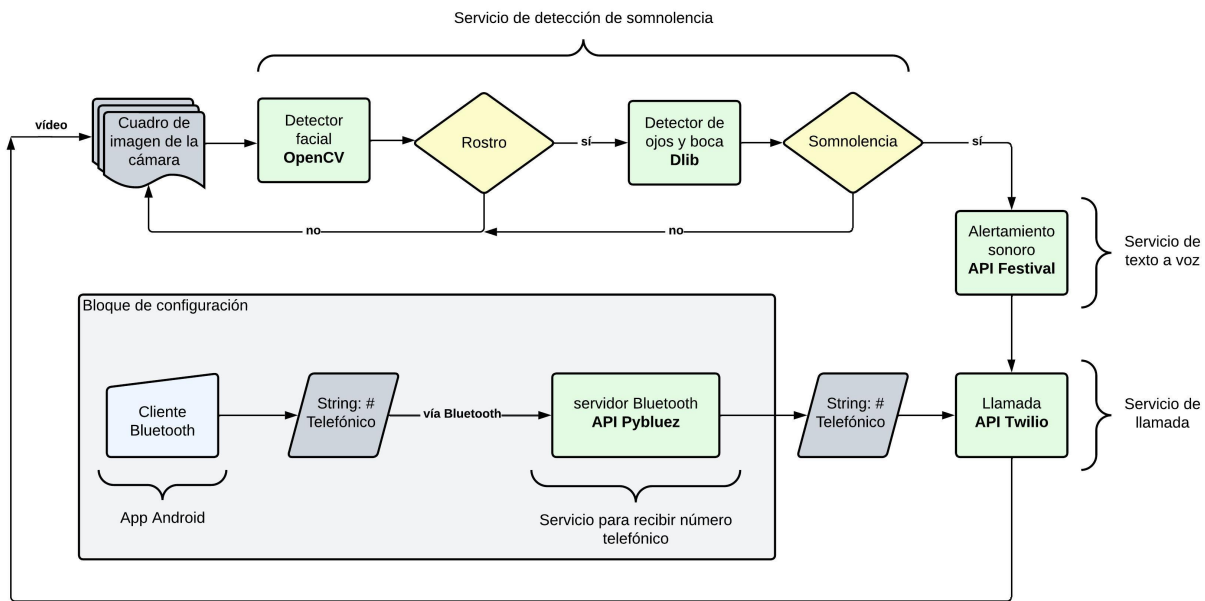 Servicio de detección de somnolencia
vídeo
Cuadro de
imagen de la
cámara
Detector
facial
OpenCV
Rostro
sí
Detector de
ojos y boca
Dlib
Somnolencia
sí
no
no
Alertamiento
sonoro
API Festival
Servicio de
texto a voz
Bloque de configuración
Cliente
Bluetooth
String: #
Telefónico
vía Bluetooth
servidor Bluetooth
API Pybluez
String: #
Telefónico
Llamada
API Twilio
Servicio de
llamada
App Android
Servicio para recibir número
telefónico